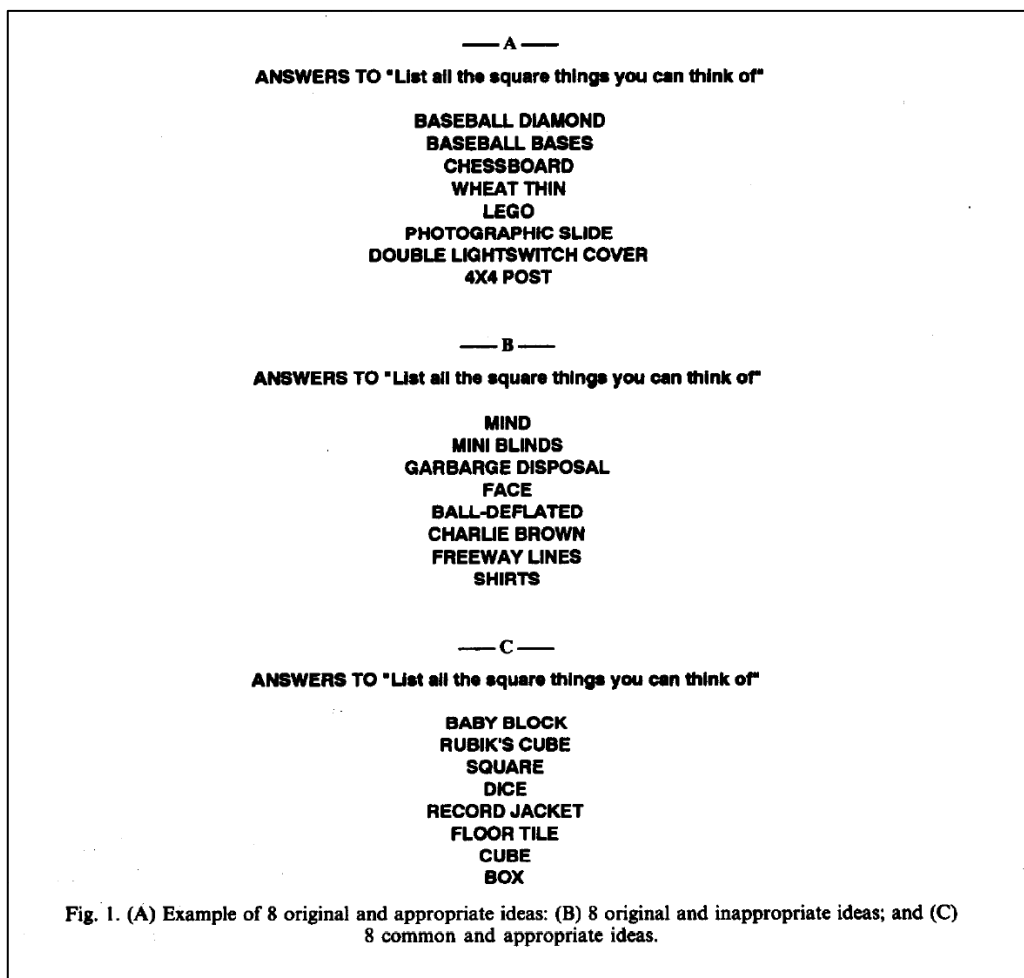 — A —
ANSWERS TO "List all the square things you can think of"
BASEBALL DIAMOND
BASEBALL BASES
CHESSBOARD
WHEAT THIN
LEGO
PHOTOGRAPHIC SLIDE
DOUBLE LIGHTSWITCH COVER
4X4 POST
— B —
ANSWERS TO "List all the square things you can think of"
MIND
MINI BLINDS
GARBARGE DISPOSAL
FACE
BALL-DEFLATED
CHARLIE BROWN
FREEWAY LINES
SHIRTS
— C —
ANSWERS TO "List all the square things you can think of"
BABY BLOCK
RUBIK'S CUBE
SQUARE
DICE
RECORD JACKET
FLOOR TILE
CUBE
BOX
Fig. 1. (A) Example of 8 original and appropriate ideas: (B) 8 original and inappropriate ideas; and (C)
8 common and appropriate ideas.